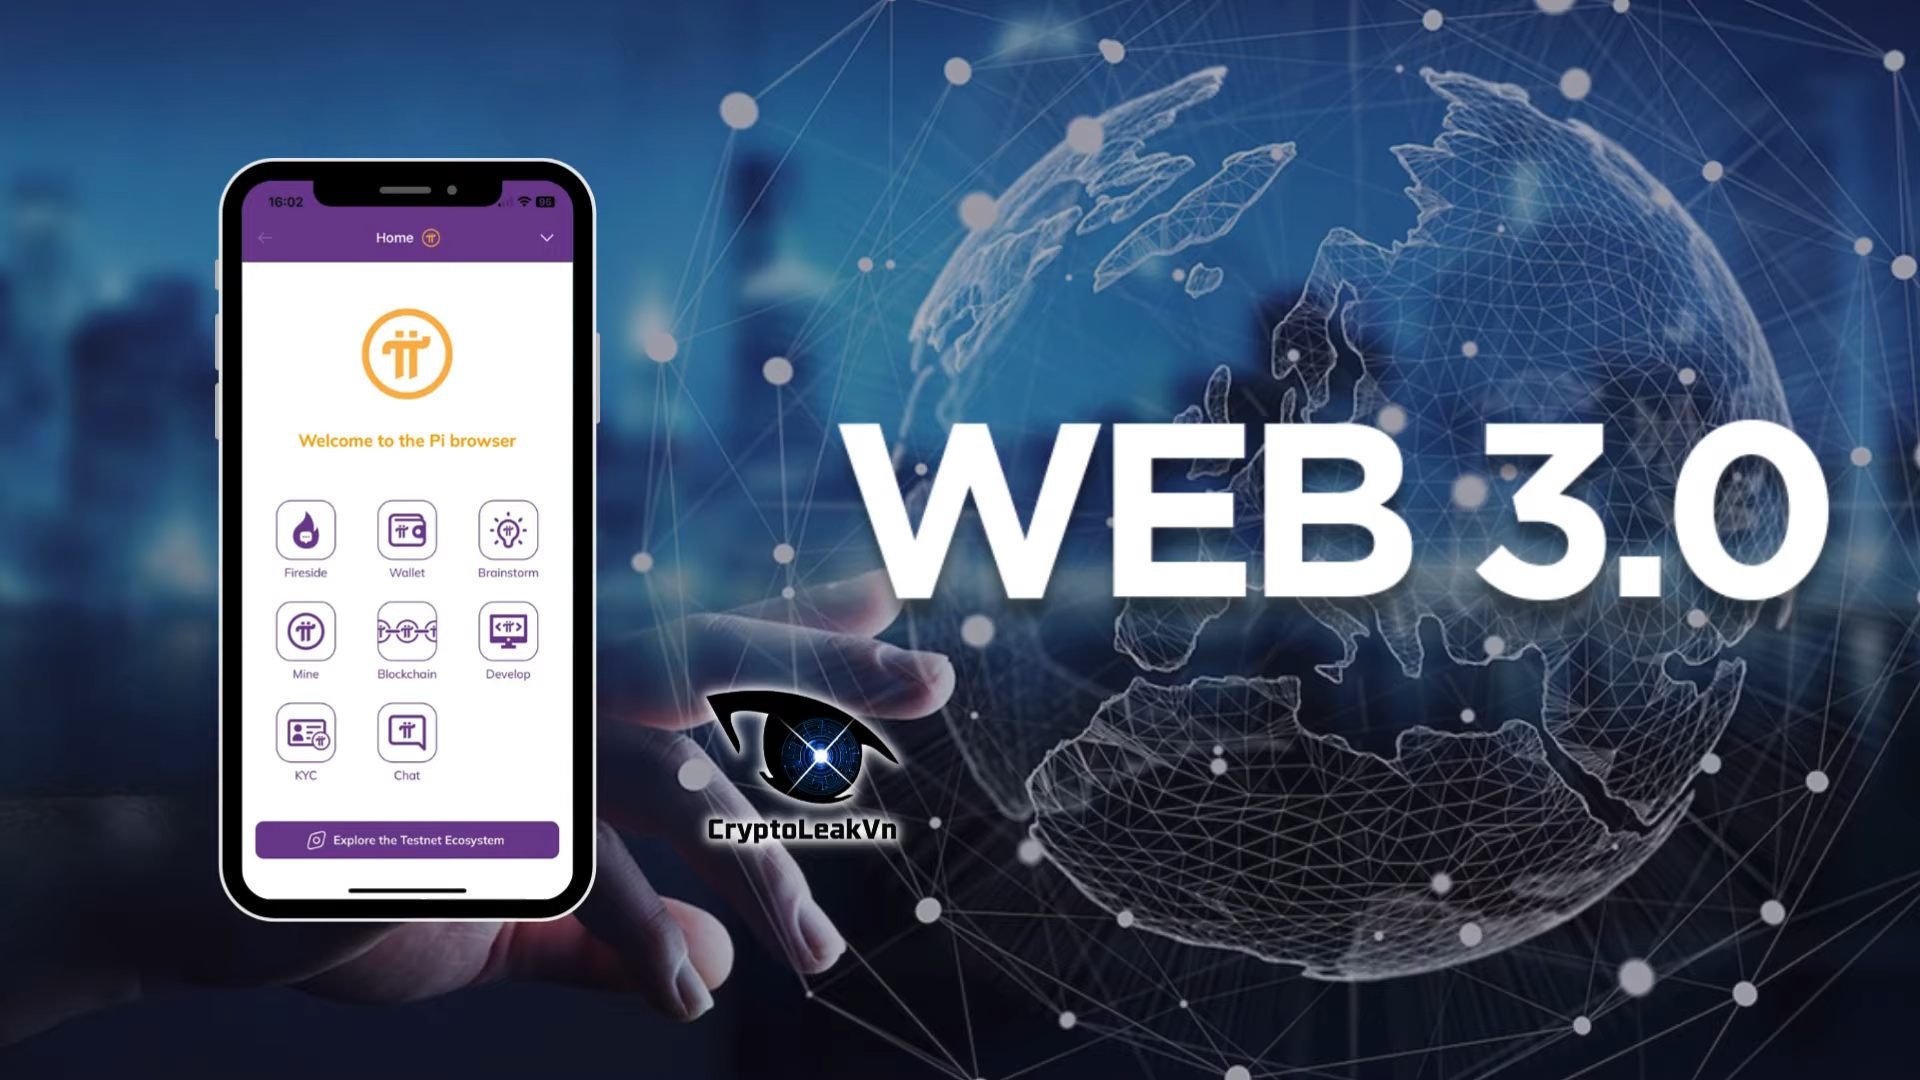 16:02
95
Home
Welcome to the Pi browser
Fireside
Wallet
Brainstorm
Mine
Blockchain
Develop
KYC
Chat
Explore the Testnet Ecosystem
WEB 3.0
CryptoLeakVn